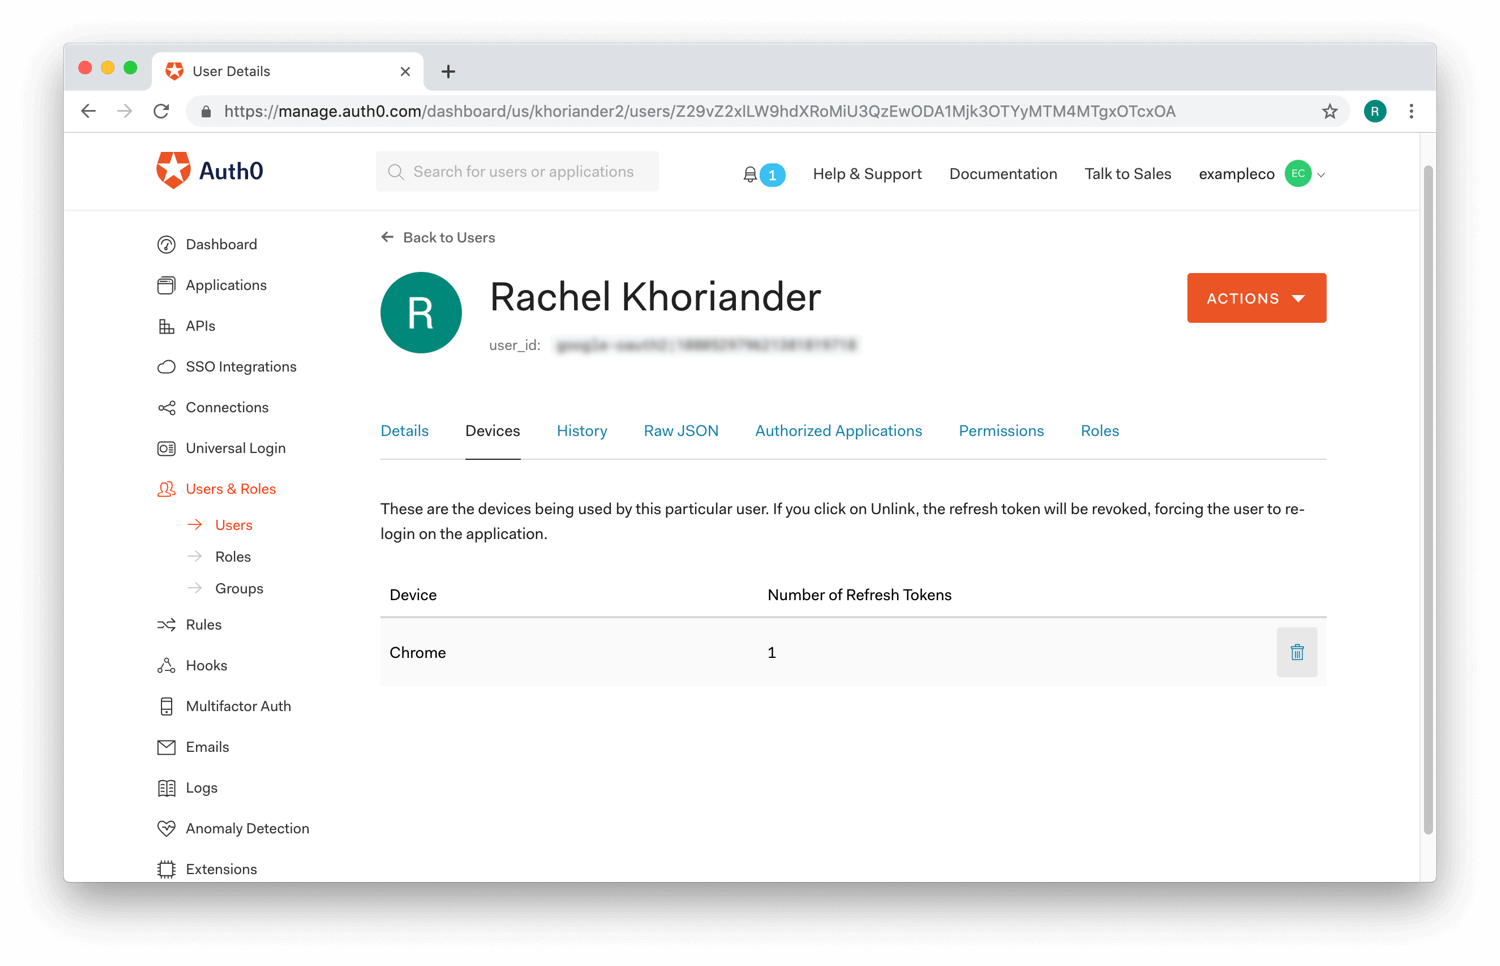 User Details
https://manage.auth0.com/dashboard/us/khoriander2/users/Z29vZ2xlLW9hdXRoMiU3QzEwODA1Mjk3OTYyMTM4MTgxOTcxOA
R
Auth0
Search for users or applications
1
Help & Support
Documentation
Talk to Sales
exampleco
EC
Dashboard
Applications
APIs
SSO Integrations
Connections
Universal Login
Users & Roles
Users
Roles
Groups
Rules
Hooks
Multifactor Auth
Emails
Logs
Anomaly Detection
Extensions
Back to Users
R
Rachel Khoriander
user_id:
ACTIONS
Details
Devices
History
Raw JSON
Authorized Applications
Permissions
Roles
These are the devices being used by this particular user. If you click on Unlink, the refresh token will be revoked, forcing the user to re-
login on the application.
Device
Number of Refresh Tokens
Chrome
1